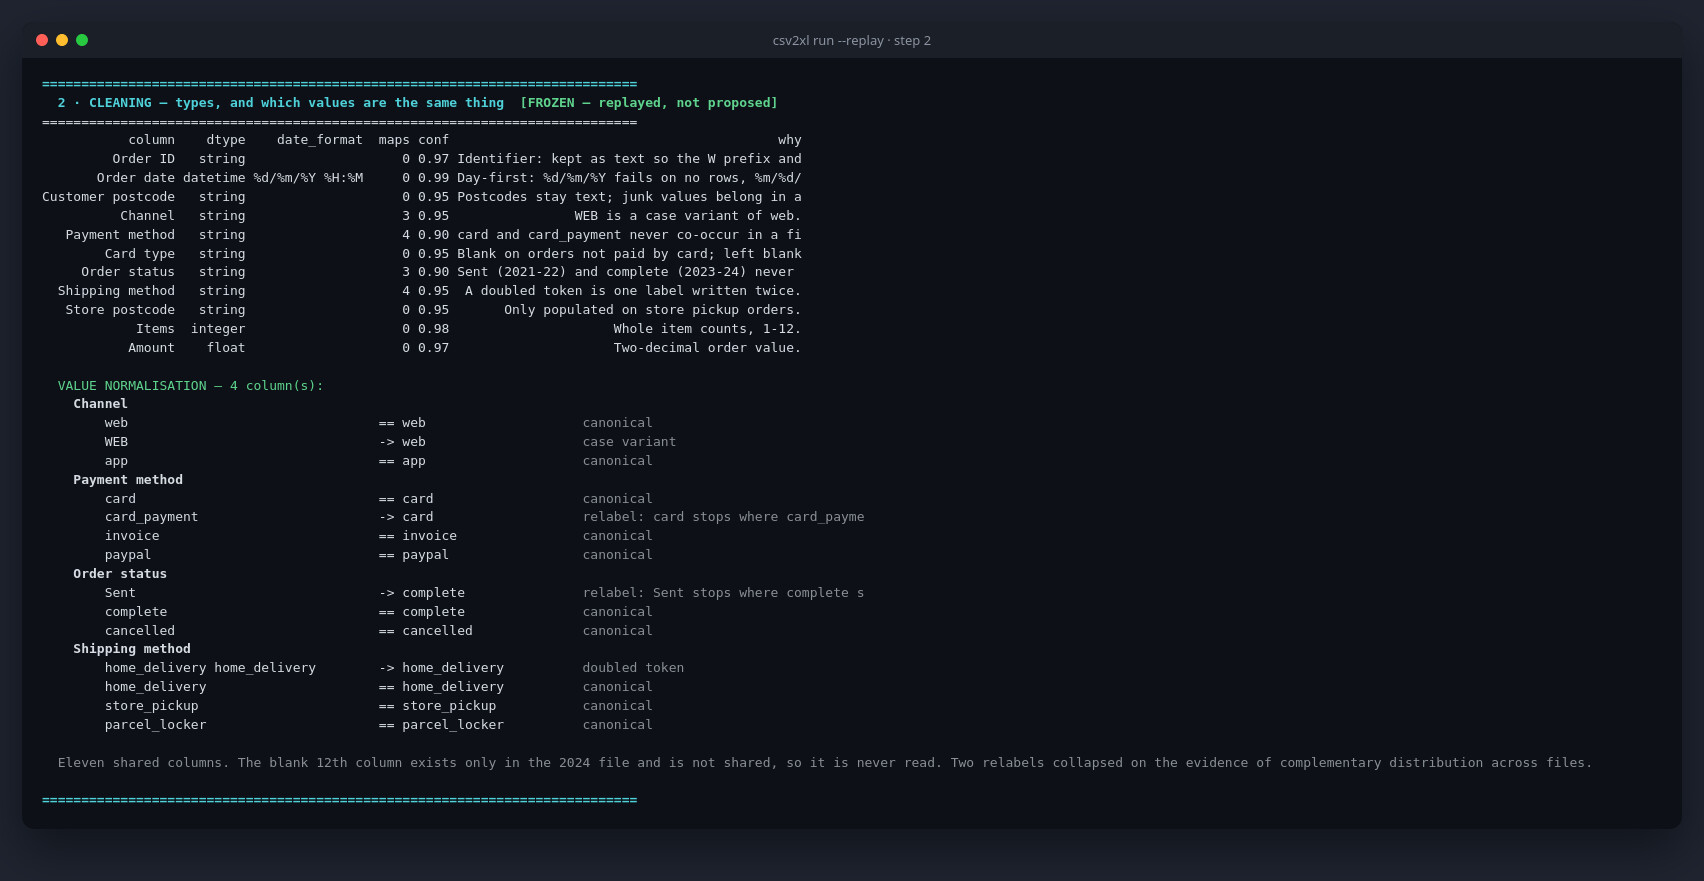 csv2xl run --replay · step 2
============================================================================
2 · CLEANING — types, and which values are the same thing  [FROZEN — replayed, not proposed]
============================================================================
column    dtype    date_format  maps conf                                          why
Order ID   string                             0 0.97 Identifier: kept as text so the W prefix and
Order date datetime %d/%m/%Y %H:%M     0 0.99 Day-first: %d/%m/%Y fails on no rows, %m/%d/
Customer postcode   string                             0 0.95 Postcodes stay text; junk values belong in a
Channel   string                             3 0.95                WEB is a case variant of web.
Payment method   string                             4 0.90 card and card_payment never co-occur in a fi
Card type   string                             0 0.95 Blank on orders not paid by card; left blank
Order status   string                             3 0.90 Sent (2021-22) and complete (2023-24) never
Shipping method   string                             4 0.95  A doubled token is one label written twice.
Store postcode   string                             0 0.95       Only populated on store pickup orders.
Items  integer                             0 0.98                     Whole item counts, 1-12.
Amount    float                             0 0.97                     Two-decimal order value.
VALUE NORMALISATION — 4 column(s):
Channel
web                                == web                    canonical
WEB                                -> web                    case variant
app                                == app                    canonical
Payment method
card                               == card                   canonical
card_payment                       -> card                   relabel: card stops where card_payme
invoice                            == invoice                canonical
paypal                             == paypal                 canonical
Order status
Sent                               -> complete               relabel: Sent stops where complete s
complete                           == complete               canonical
cancelled                          == cancelled              canonical
Shipping method
home_delivery home_delivery        -> home_delivery          doubled token
home_delivery                      == home_delivery          canonical
store_pickup                       == store_pickup           canonical
parcel_locker                      == parcel_locker          canonical
Eleven shared columns. The blank 12th column exists only in the 2024 file and is not shared, so it is never read. Two relabels collapsed on the evidence of complementary distribution across files.
============================================================================